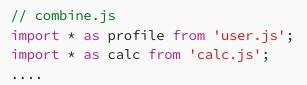 // combine.js
import * as profile from 'user.js';
import * as calc from 'calc.js';
....